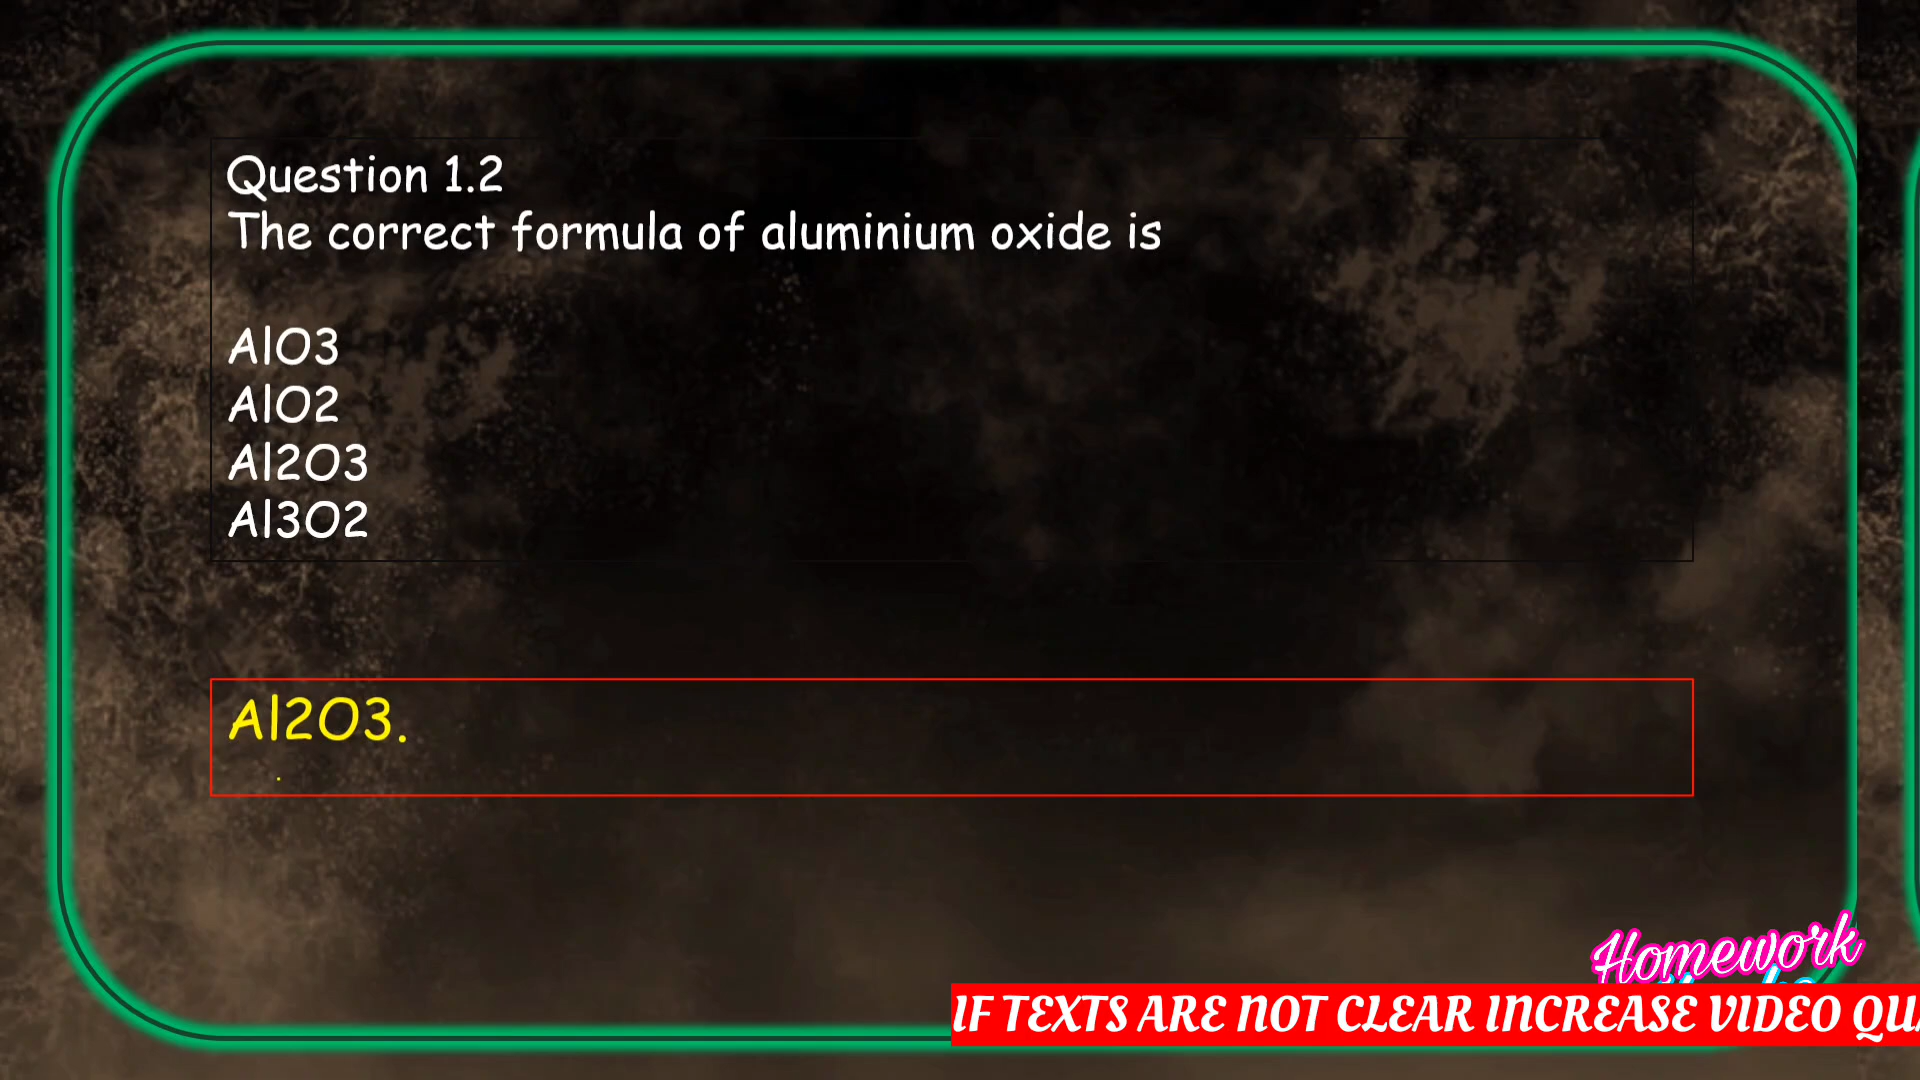 Question 1.2
The correct formula of aluminium oxide is
AlO3
AlO2
Al2O3
Al3O2
Al2O3.
.
Homework
IF TEXTS ARE NOT CLEAR INCREASE VIDEO